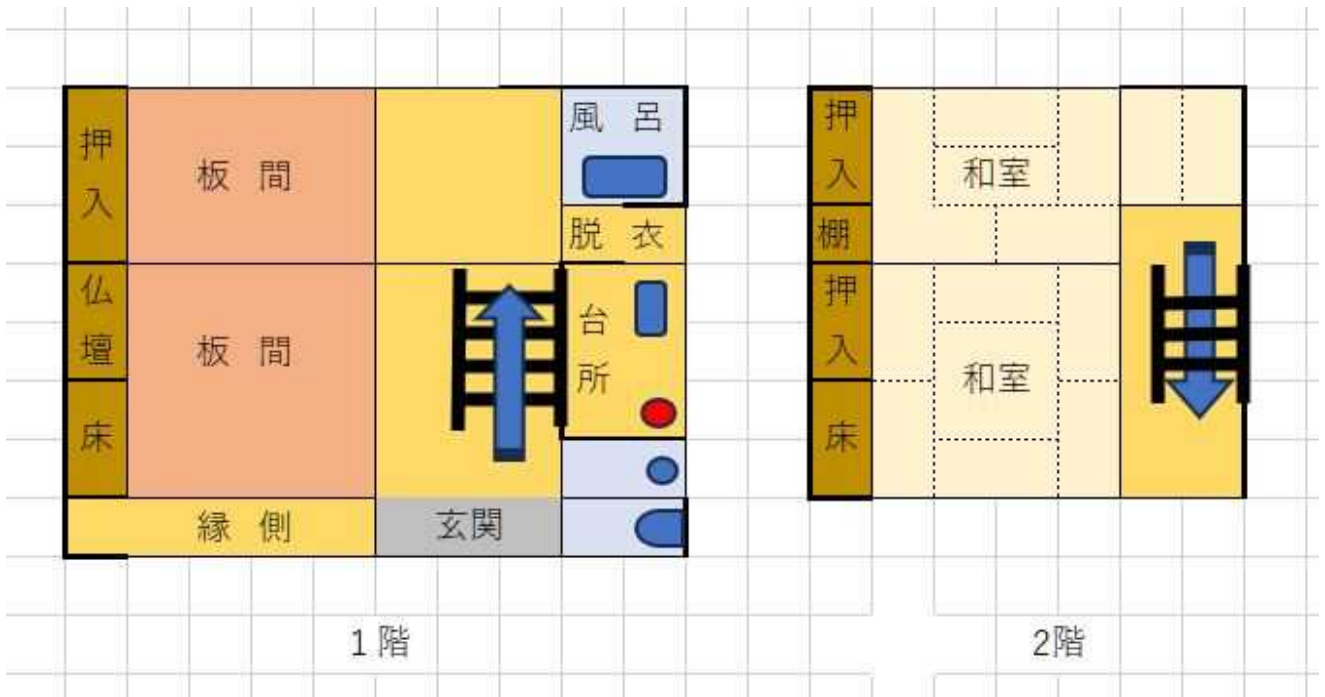 押入
板 間
風 呂
脱 衣
仏壇
板 間
台所
床
縁 側
玄関
1階
押入
和室
棚
押入
和室
床
2階